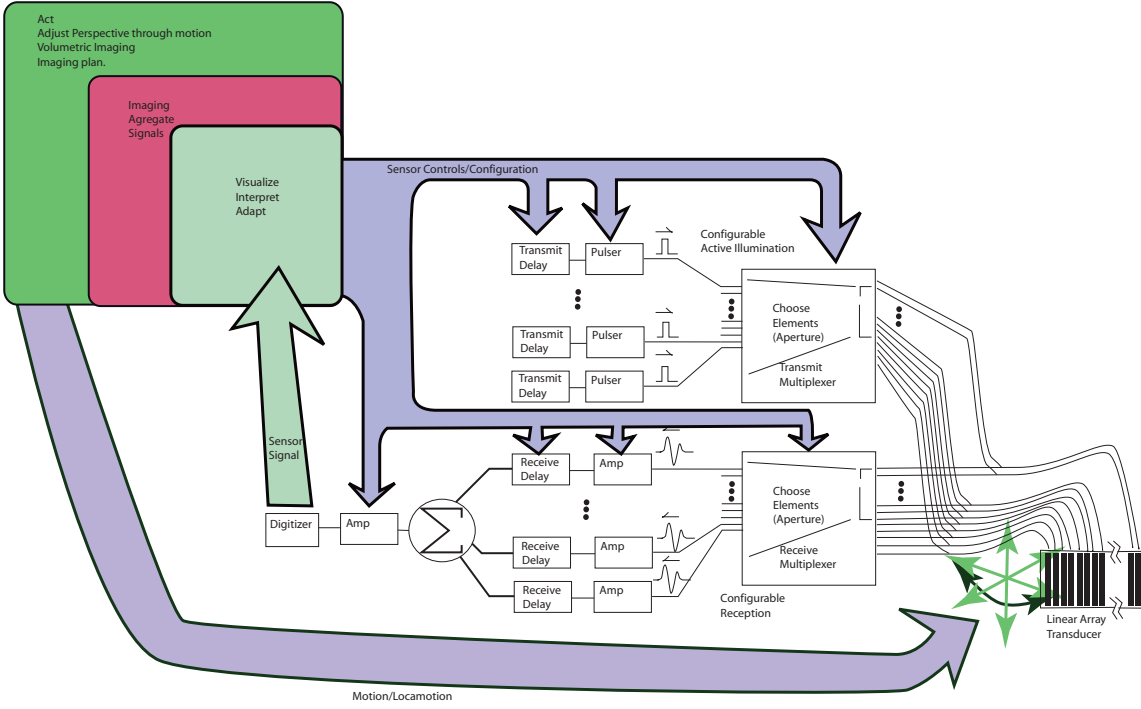 Act
Adjust Perspective through motion
Volumetric Imaging
Imaging plan.
Imaging
Agregate
Signals
Visualize
Interpret
Adapt
Sensor Controls/Configuration
Transmit
Delay
Pulser
Configurable
Active Illumination
Transmit
Delay
Pulser
Transmit
Delay
Pulser
Choose
Elements
(Aperture)
Transmit
Multiplexer
Sensor
Signal
Digitizer
Amp
Σ
Receive
Delay
Amp
Receive
Delay
Amp
Receive
Delay
Amp
Choose
Elements
(Aperture)
Receive
Multiplexer
Configurable
Reception
Linear Array
Transducer
Motion/Locamotion